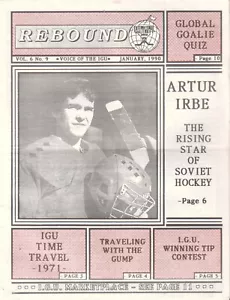 REBOUND
GLOBAL
GOALIE
QUIZ
Page 10
VOL. 6 No. 9 •VOICE OF THE IGU• JANUARY, 1990
ARTUR
IRBE
THE
RISING
STAR
OF
SOVIET
HOCKEY
-Page 6
IGU
TIME
TRAVEL
-1971-
PAGE 3
TRAVELING
WITH THE
GUMP
PAGE 4
I.G.U.
WINNING TIP
CONTEST
PAGE 5
I.G.U. MARKETPLACE - SEE PAGE 11